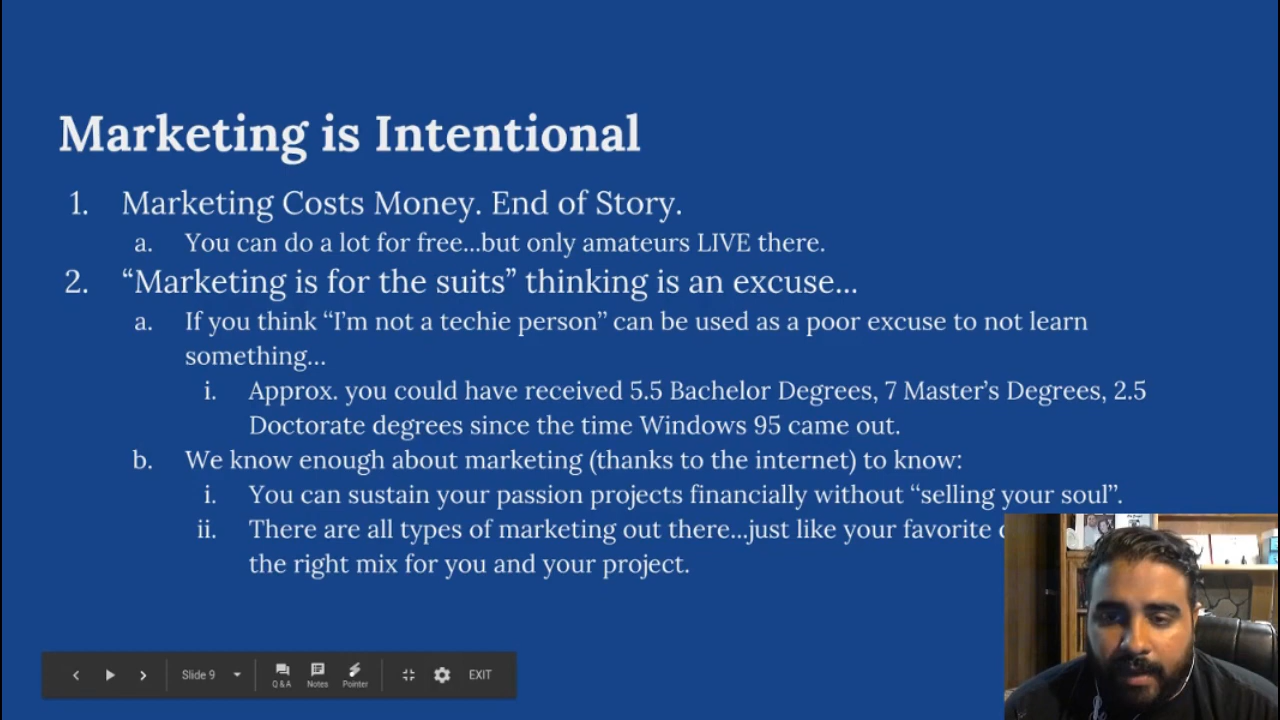 Marketing is Intentional
1. Marketing Costs Money. End of Story.
a. You can do a lot for free...but only amateurs LIVE there.
2. “Marketing is for the suits” thinking is an excuse...
a. If you think “I’m not a techie person” can be used as a poor excuse to not learn
something...
i. Approx. you could have received 5.5 Bachelor Degrees, 7 Master’s Degrees, 2.5
Doctorate degrees since the time Windows 95 came out.
b. We know enough about marketing (thanks to the internet) to know:
i. You can sustain your passion projects financially without “selling your soul”.
ii. There are all types of marketing out there...just like your favorite
the right mix for you and your project.
Slide 9
Q & A
Notes
Pointer
EXIT